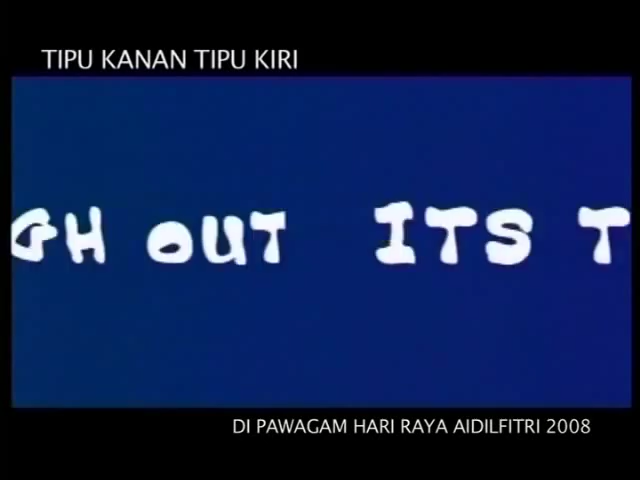 TIPU KANAN TIPU KIRI
GH OUT ITS T
DI PAWAGAM HARI RAYA AIDILFITRI 2008